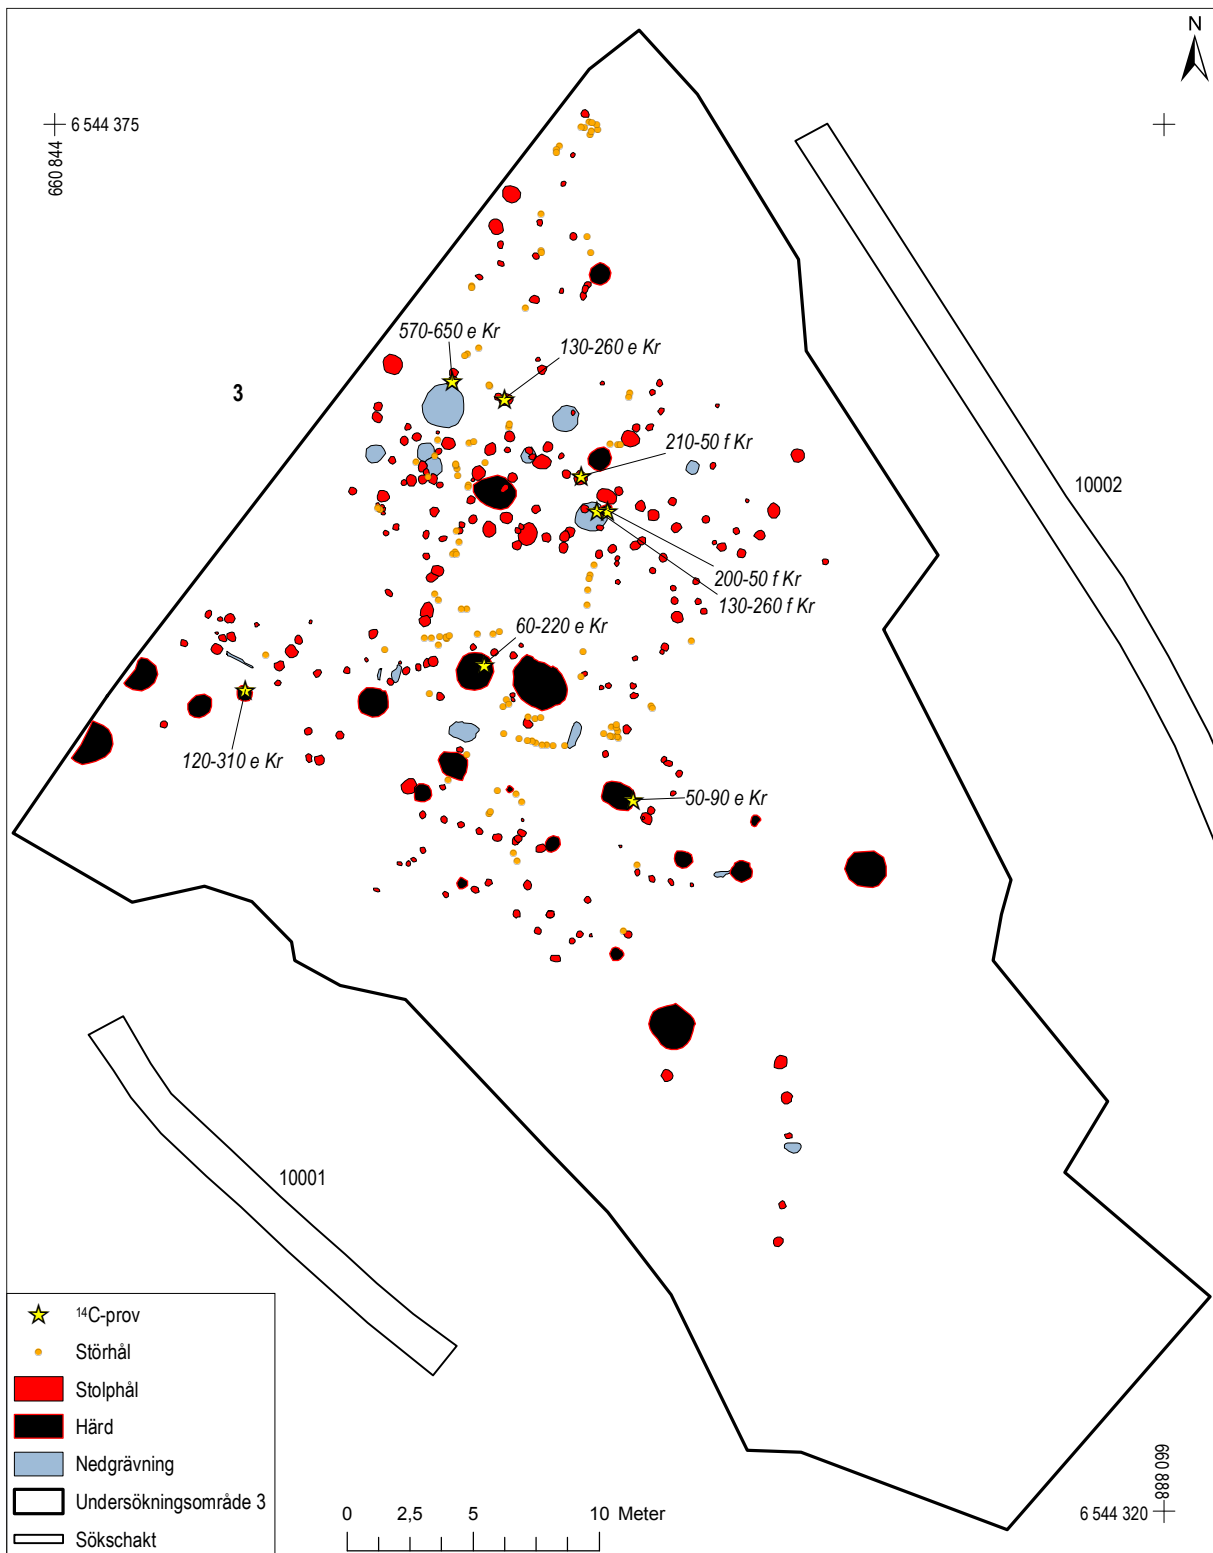 N
6 544 375
660 844
570-650 e Kr
130-260 e Kr
3
210-50 f Kr
10002
200-50 f Kr
130-260 f Kr
60-220 e Kr
120-310 e Kr
50-90 e Kr
10001
14C-prov
Störhål
Stolphål
Härd
Nedgrävning
Undersökningsområde 3
Sökschakt
0 2,5 5 10 Meter
660 888
6 544 320